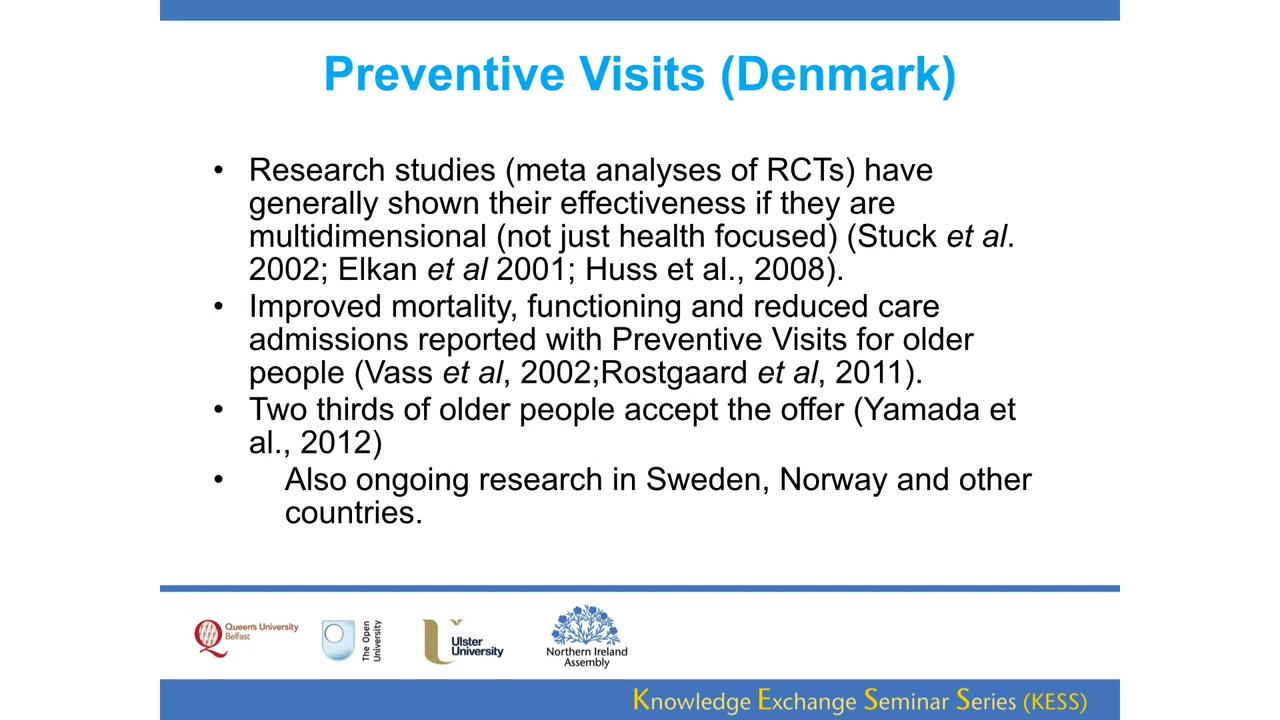 Preventive Visits (Denmark)
• Research studies (meta analyses of RCTs) have
generally shown their effectiveness if they are
multidimensional (not just health focused) (Stuck et al.
2002; Elkan et al 2001; Huss et al., 2008).
• Improved mortality, functioning and reduced care
admissions reported with Preventive Visits for older
people (Vass et al, 2002;Rostgaard et al, 2011).
• Two thirds of older people accept the offer (Yamada et
al., 2012)
• Also ongoing research in Sweden, Norway and other
countries.
Queen's University
Belfast
The Open
University
Ulster
University
Northern Ireland
Assembly
Knowledge Exchange Seminar Series (KESS)